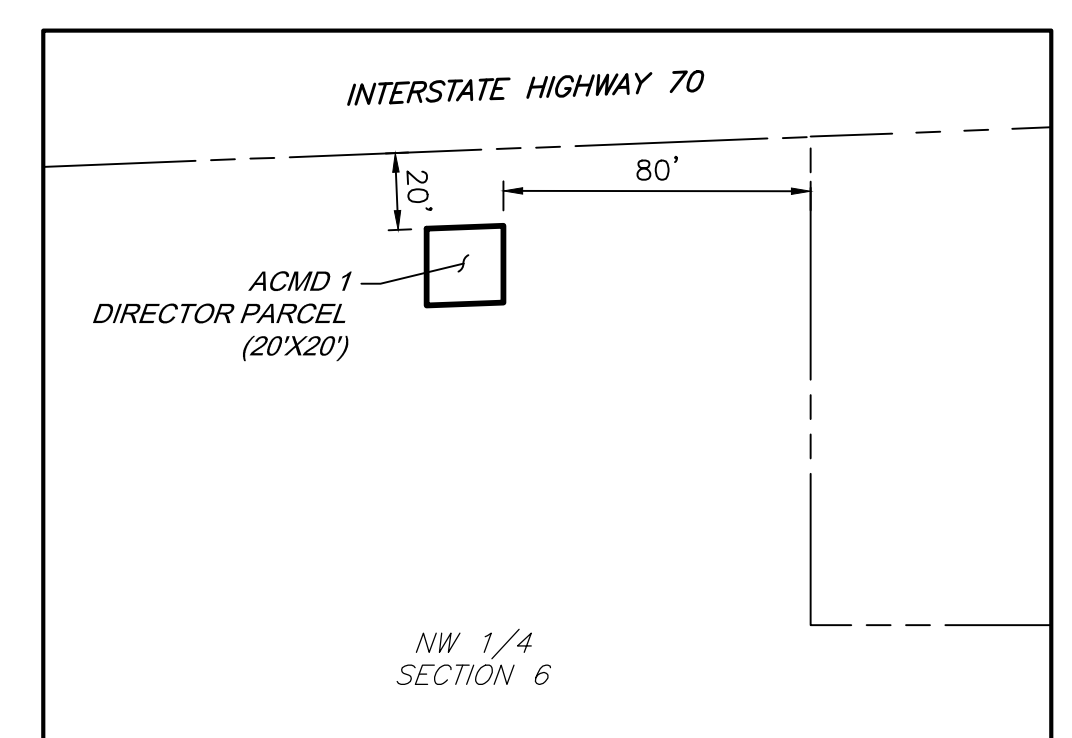 INTERSTATE HIGHWAY 70
80'
20'
ACMD 1
DIRECTOR PARCEL
(20'X20')
NW 1/4
SECTION 6